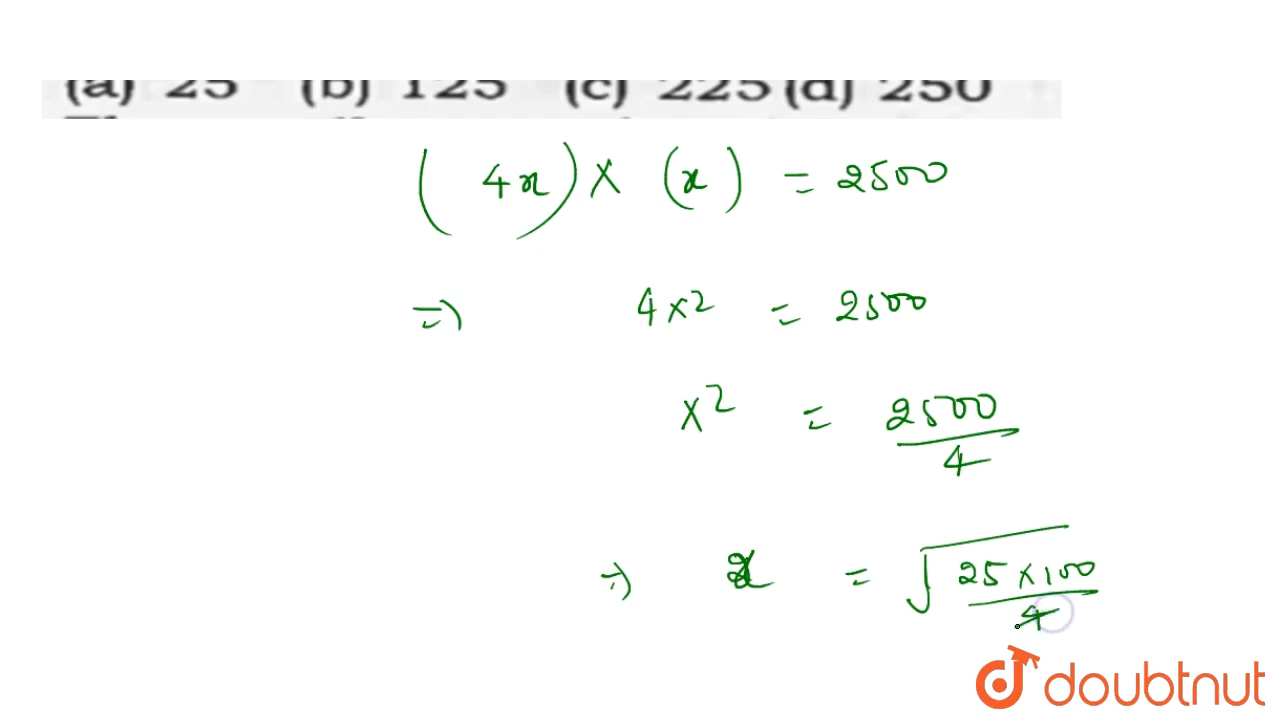 (a) 25 (b) 125 (c) 225 (d) 250
(4x) X (x) = 2500
=> 4x2 = 2500
x2 = 2500/4
=> x = √(25 x 100/4)
doubtnut